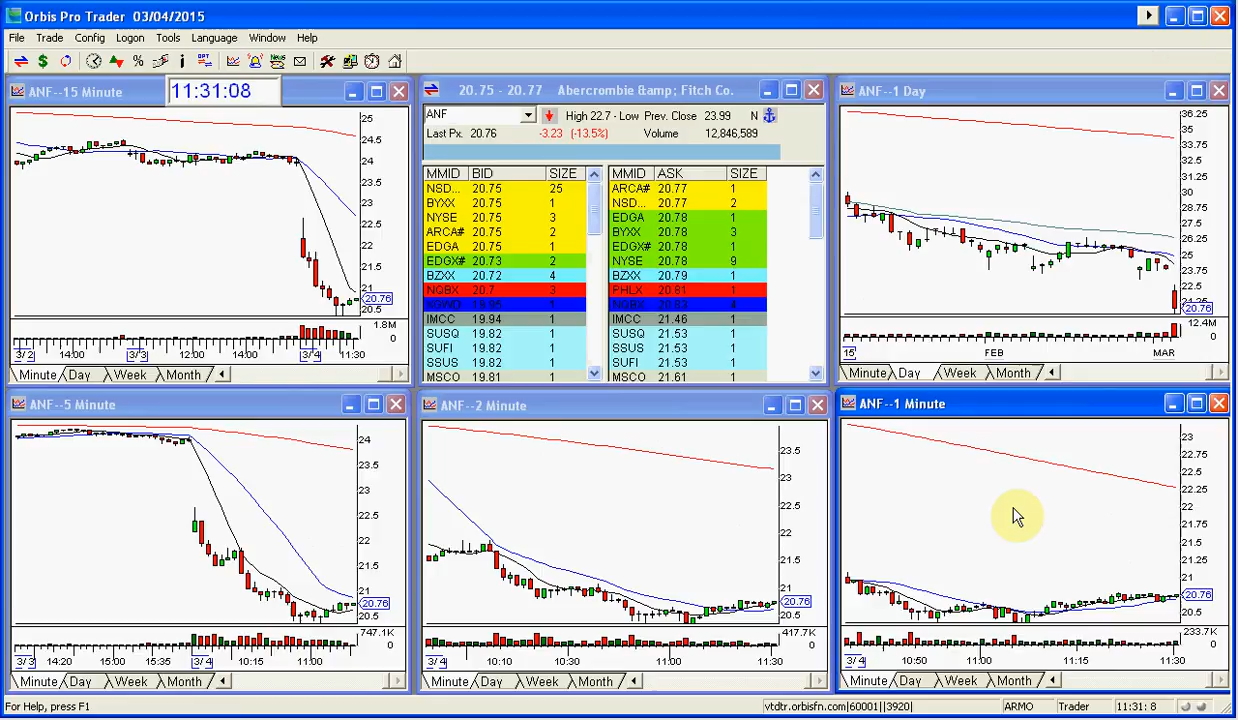 Orbis Pro Trader 03/04/2015
File Trade Config Logon Tools Language Window Help
ANF--15 Minute
11:31:08
25
24
23.5
23
22.5
22
21.5
21
20.76
20.5
1.8M
0
3/2 14:00 3/3 12:00 14:00 3/4 11:30
Minute Day Week Month
20.75 - 20.77 Abercrombie &amp; Fitch Co.
ANF High 22.7 - Low Prev. Close 23.99 N
Last Px. 20.76 -3.23 (-13.5%) Volume 12,846,589
MMID BID SIZE MMID ASK SIZE
NSD... 20.75 25 ARCA# 20.77 1
BYXX 20.75 1 NSD... 20.77 2
NYSE 20.75 3 EDGA 20.78 1
ARCA# 20.75 2 BYXX 20.78 3
EDGA 20.75 1 EDGX# 20.78 1
EDGX# 20.73 2 NYSE 20.78 9
BZXX 20.72 4 BZXX 20.79 1
NQBX 20.7 3 PHLX 20.81 1
19.95 1 NQBX 20.83 4
IMCC 19.94 1 IMCC 21.46 1
SUSQ 19.82 1 SUSQ 21.53 1
SUFI 19.82 1 SSUS 21.53 1
SSUS 19.82 1 SUFI 21.53 1
MSCO 19.81 1 MSCO 21.61 1
ANF--1 Day
36.25
35
33.75
32.5
31.25
30
28.75
27.5
26.25
25
23.75
22.5
20.76
12.4M
0
15 FEB MAR
Minute Day Week Month
ANF--5 Minute
24
23.5
23
22.5
22
21.5
21
20.76
20.5
747.1K
0
3/3 14:20 15:00 15:35 3/4 10:15 11:00
Minute Day Week Month
ANF--2 Minute
23.5
23
22.5
22
21.5
21
20.76
20.5
417.7K
0
3/4 10:10 10:30 11:00 11:30
Minute Day Week Month
ANF--1 Minute
23
22.75
22.5
22.25
22
21.75
21.5
21.25
21
20.76
20.5
233.7K
0
3/4 10:50 11:00 11:15 11:30
Minute Day Week Month
For Help, press F1
vtdtr.orbisfn.com|60001||3920| ARMO Trader 11:31: 8